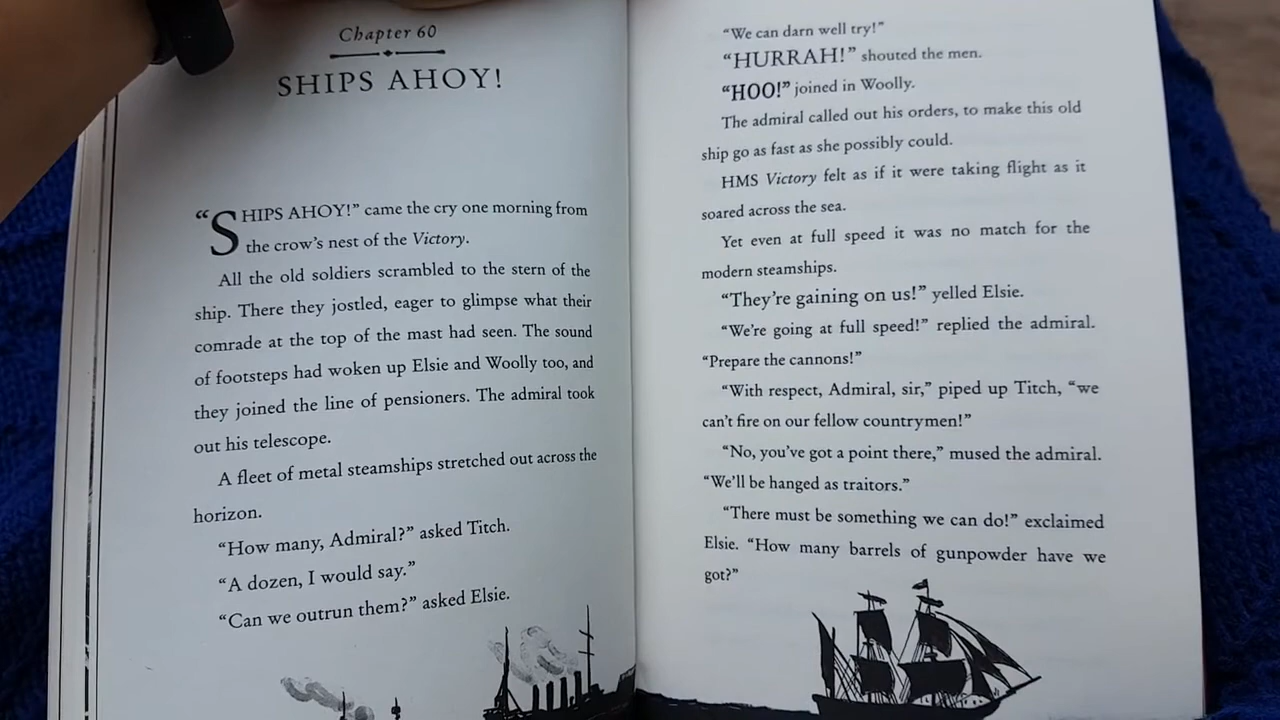 Chapter 60
SHIPS AHOY!
“SHIPS AHOY!” came the cry one morning from
the crow’s nest of the Victory.
All the old soldiers scrambled to the stern of the
ship. There they jostled, eager to glimpse what their
comrade at the top of the mast had seen. The sound
of footsteps had woken up Elsie and Woolly too, and
they joined the line of pensioners. The admiral took
out his telescope.
A fleet of metal steamships stretched out across the
horizon.
“How many, Admiral?” asked Titch.
“A dozen, I would say.”
“Can we outrun them?” asked Elsie.
“We can darn well try!”
“HURRAH!” shouted the men.
“HOO!” joined in Woolly.
The admiral called out his orders, to make this old
ship go as fast as she possibly could.
HMS Victory felt as if it were taking flight as it
soared across the sea.
Yet even at full speed it was no match for the
modern steamships.
“They’re gaining on us!” yelled Elsie.
“We’re going at full speed!” replied the admiral.
“Prepare the cannons!”
“With respect, Admiral, sir,” piped up Titch, “we
can’t fire on our fellow countrymen!”
“No, you’ve got a point there,” mused the admiral.
“We’ll be hanged as traitors.”
“There must be something we can do!” exclaimed
Elsie. “How many barrels of gunpowder have we
got?”